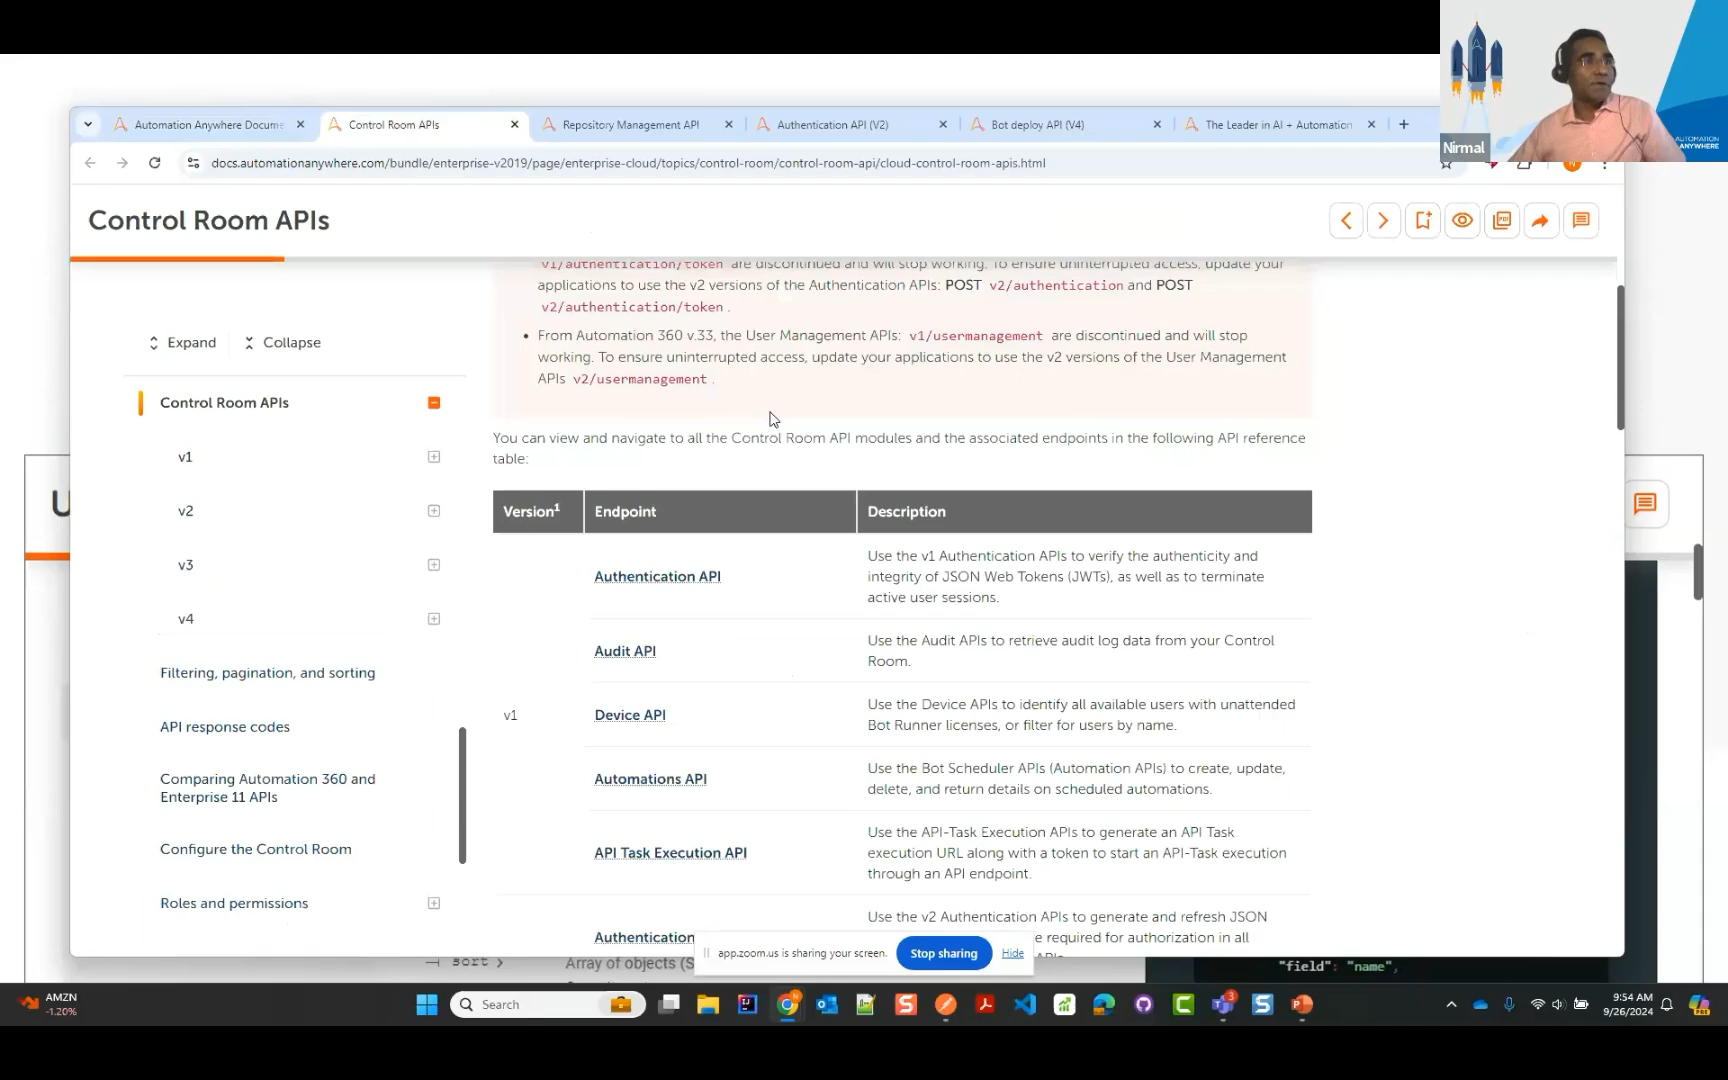 Automation Anywhere Docume
Control Room APIs
Repository Management API
Authentication API (V2)
Bot deploy API (V4)
The Leader in AI + Automation
Nirmal
AUTOMATION
ANYWHERE
docs.automationanywhere.com/bundle/enterprise-v2019/page/enterprise-cloud/topics/control-room/control-room-api/cloud-control-room-apis.html
Control Room APIs
Expand
Collapse
Control Room APIs
v1
v2
v3
v4
Filtering, pagination, and sorting
API response codes
Comparing Automation 360 and
Enterprise 11 APIs
Configure the Control Room
Roles and permissions
v1/authentication/token are discontinued and will stop working. To ensure uninterrupted access, update your
applications to use the v2 versions of the Authentication APIs: POST v2/authentication and POST
v2/authentication/token .
• From Automation 360 v.33, the User Management APIs: v1/usermanagement are discontinued and will stop
working. To ensure uninterrupted access, update your applications to use the v2 versions of the User Management
APIs v2/usermanagement .
You can view and navigate to all the Control Room API modules and the associated endpoints in the following API reference
table:
Version1 Endpoint Description
v1
Authentication API
Use the v1 Authentication APIs to verify the authenticity and
integrity of JSON Web Tokens (JWTs), as well as to terminate
active user sessions.
Audit API
Use the Audit APIs to retrieve audit log data from your Control
Room.
Device API
Use the Device APIs to identify all available users with unattended
Bot Runner licenses, or filter for users by name.
Automations API
Use the Bot Scheduler APIs (Automation APIs) to create, update,
delete, and return details on scheduled automations.
API Task Execution API
Use the API-Task Execution APIs to generate an API Task
execution URL along with a token to start an API-Task execution
through an API endpoint.
Authentication
Use the v2 Authentication APIs to generate and refresh JSON
e required for authorization in all
APIs.
app.zoom.us is sharing your screen.
Stop sharing
Hide
U
sort >
Array of objects (S
"field": "name",
AMZN
-1.20%
Search
3
9:54 AM
9/26/2024